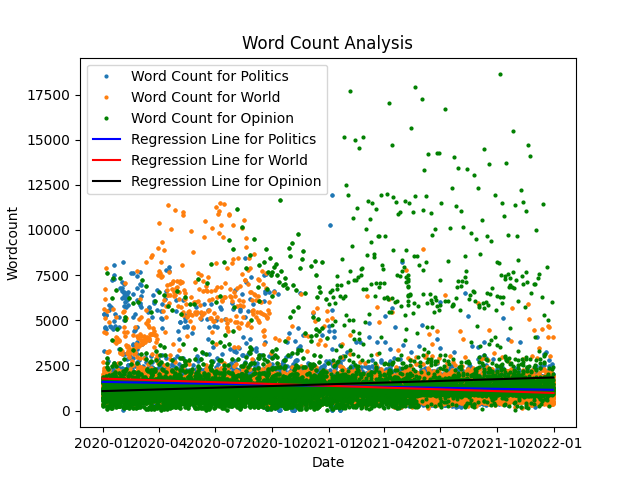 Word Count Analysis
Word Count for Politics
Word Count for World
Word Count for Opinion
Regression Line for Politics
Regression Line for World
Regression Line for Opinion
Wordcount
17500
15000
12500
10000
7500
5000
2500
0
2020-01 2020-04 2020-07 2020-10 2021-01 2021-04 2021-07 2021-10 2022-01
Date